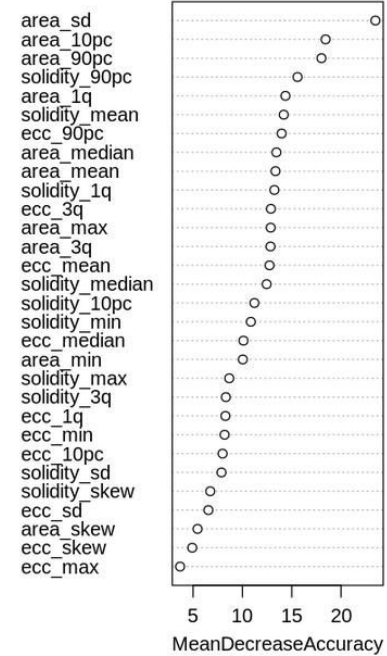 area_sd
area_10pc
area_90pc
solidity_90pc
area_1q
solidity_mean
ecc_90pc
area_median
area_mean
solidity_1q
ecc_3q
area_max
area_3q
ecc_mean
solidity_median
solidity_10pc
solidity_min
ecc_median
area_min
solidity_max
solidity_3q
ecc_1q
ecc_min
ecc_10pc
solidity_sd
solidity_skew
ecc_sd
area_skew
ecc_skew
ecc_max
5 10 15 20
MeanDecreaseAccuracy